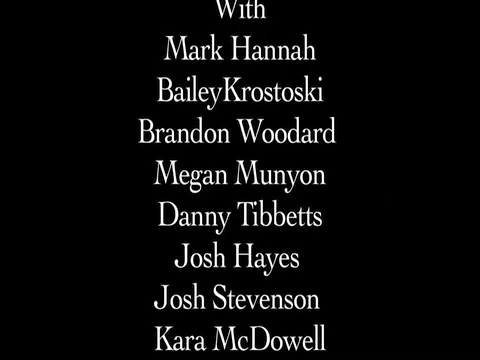 With
Mark Hannah
BaileyKrostoski
Brandon Woodard
Megan Munyon
Danny Tibbetts
Josh Hayes
Josh Stevenson
Kara McDowell